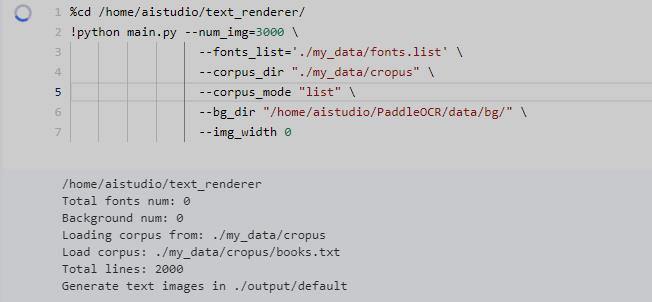 1 %cd /home/aistudio/text_renderer/
2 !python main.py --num_img=3000 \
3 --fonts_list='./my_data/fonts.list' \
4 --corpus_dir "./my_data/cropus" \
5 --corpus_mode "list" \
6 --bg_dir "/home/aistudio/PaddleOCR/data/bg/" \
7 --img_width 0
/home/aistudio/text_renderer
Total fonts num: 0
Background num: 0
Loading corpus from: ./my_data/cropus
Load corpus: ./my_data/cropus/books.txt
Total lines: 2000
Generate text images in ./output/default